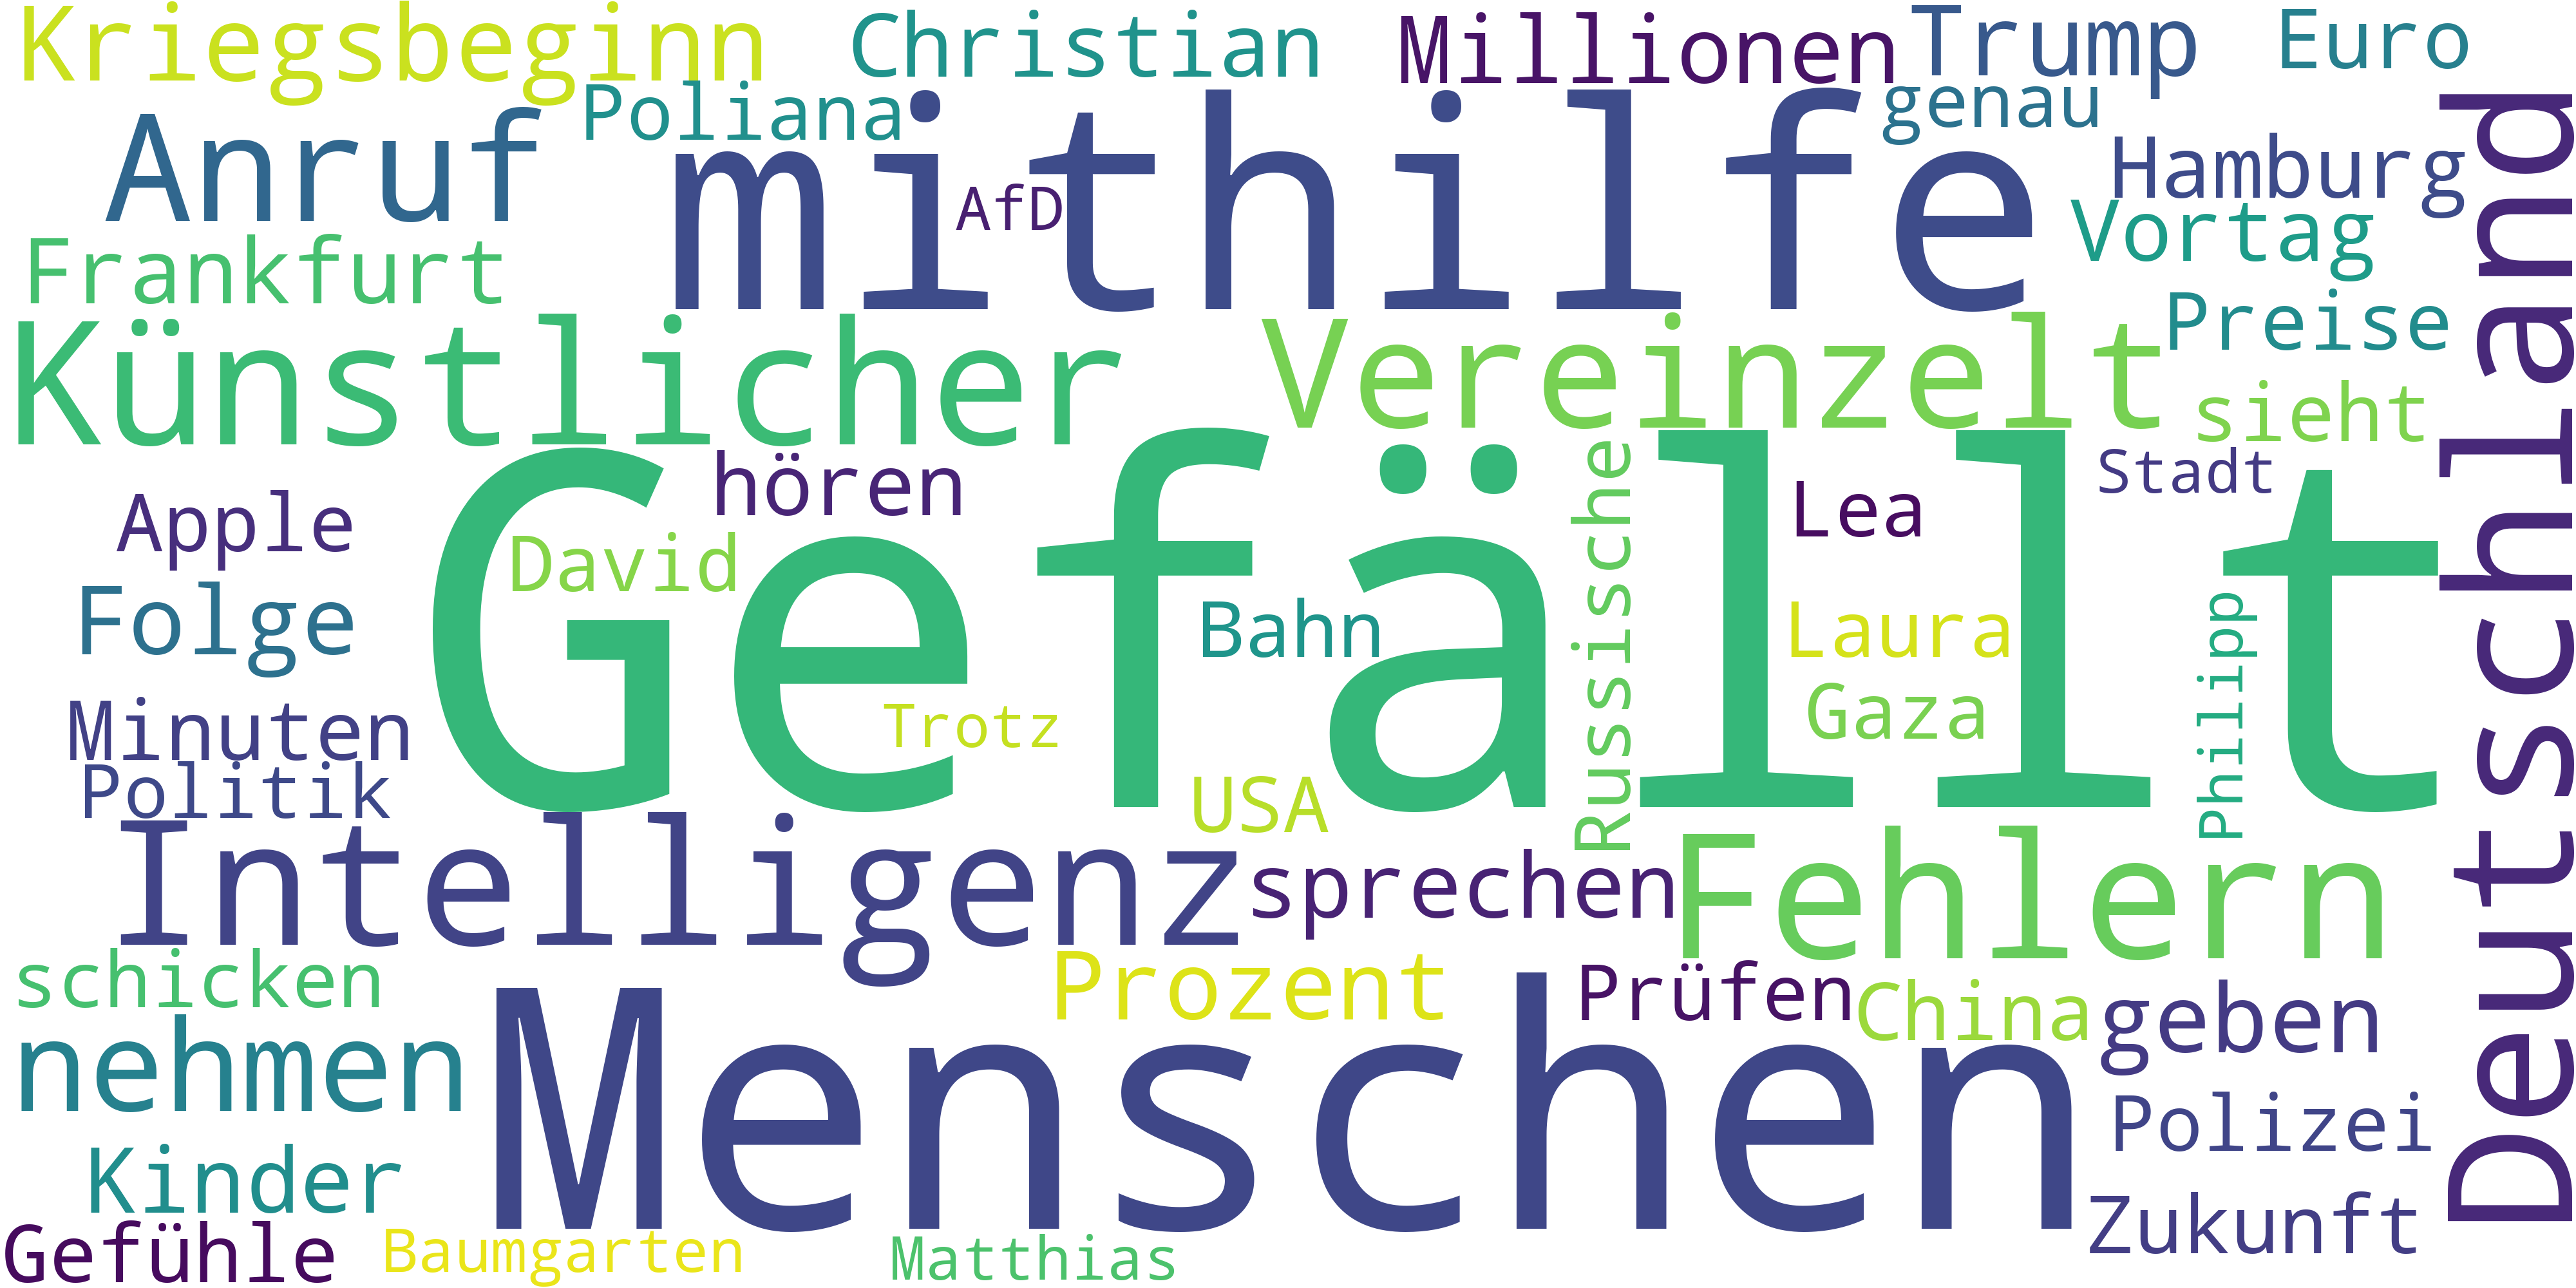 Kriegsbeginn
Christian
Millionen
Trump
Euro
Poliana
genau
Anruf
mithilfe
Hamburg
AfD
Vortag
Frankfurt
Preise
Künstlicher
Vereinzelt
sieht
Deutschland
hören
Stadt
Apple
Lea
David
Gefällt
Russische
Folge
Bahn
Laura
Philipp
Minuten
Trotz
Gaza
Politik
USA
Intelligenz
sprechen
Fehlern
schicken
Prozent
Prüfen
China
geben
nehmen
Menschen
Polizei
Kinder
Zukunft
Gefühle
Baumgarten
Matthias